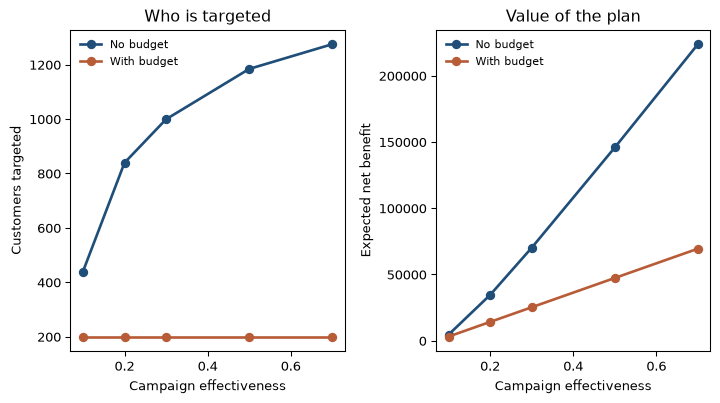 Who is targeted
No budget
With budget
Customers targeted
1200
1000
800
600
400
200
0.2 0.4 0.6
Campaign effectiveness
Value of the plan
No budget
With budget
Expected net benefit
200000
150000
100000
50000
0
0.2 0.4 0.6
Campaign effectiveness